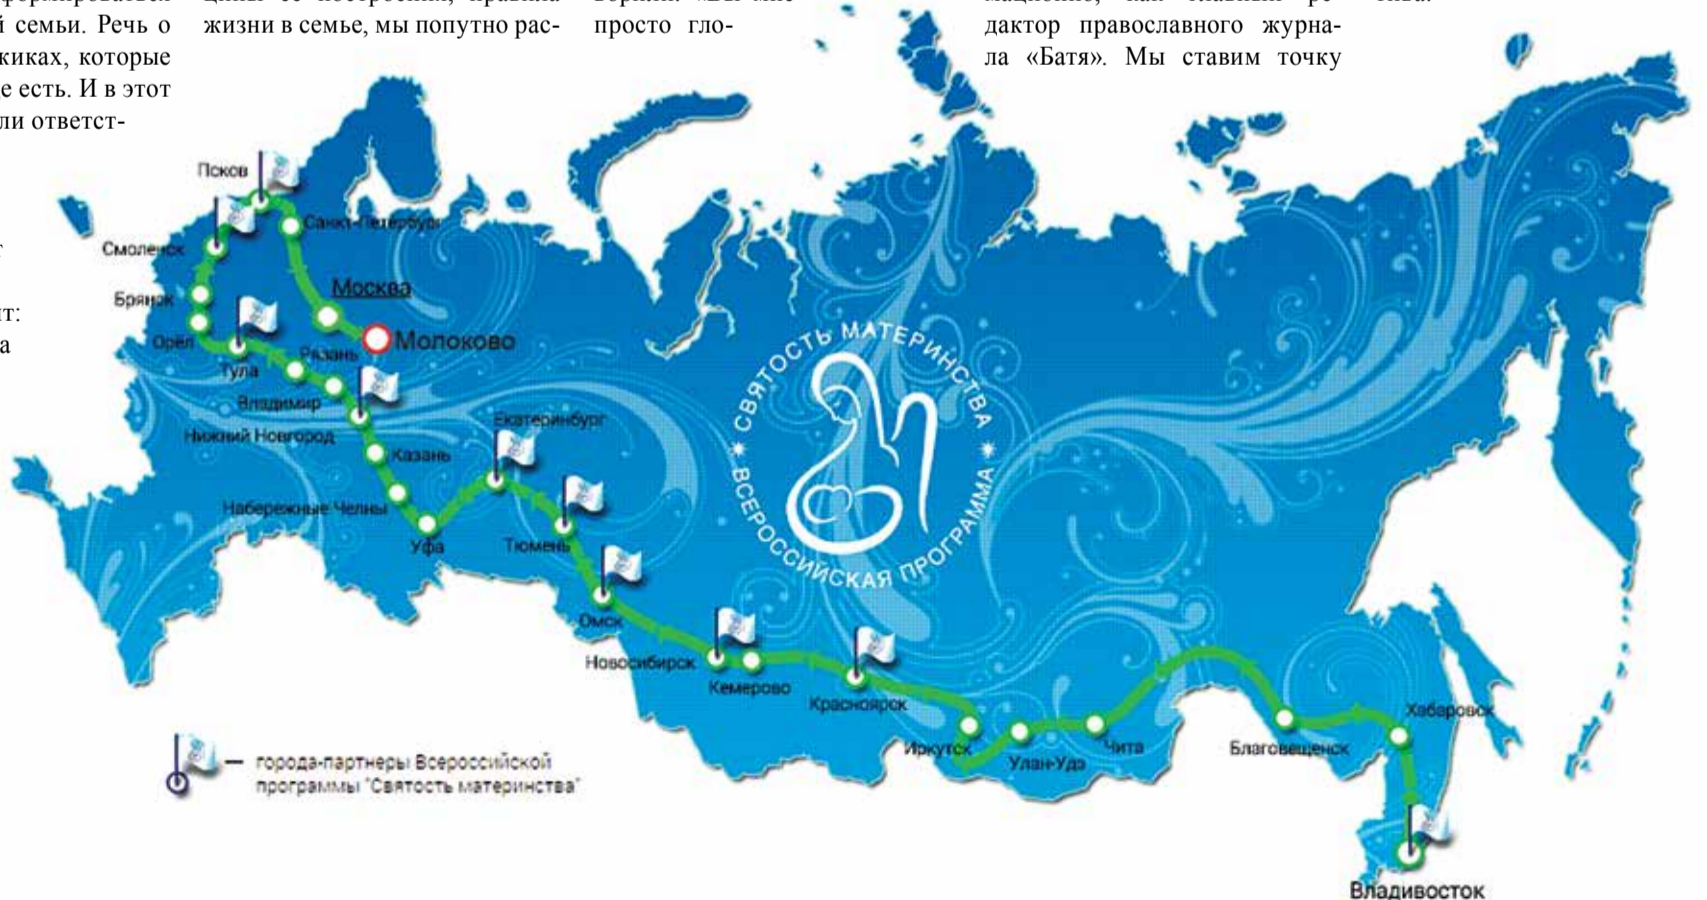 формироваться
й семьи. Речь о
жиках, которые
е есть. И в этот
ли ответст-
т
ит:
а
жизни в семье, мы попутно рас-
просто гло-
дактор православного журна-
ла «Батя». Мы ставим точку
Псков
Санкт-Петербург
Смоленск
Москва
Брянск
Молоково
Орёл
Рязань
Тула
Владимир
Екатеринбург
Нижний Новгород
Казань
Набережные Челны
Уфа
Тюмень
Омск
Новосибирск
Кемерово
Красноярск
Иркутск
Улан-Удэ
Чита
Благовещенск
Хабаровск
Владивосток
СВЯТОСТЬ МАТЕРИНСТВА
ВСЕРОССИЙСКАЯ ПРОГРАММА
— города-партнеры Всероссийской
программы "Святость материнства"